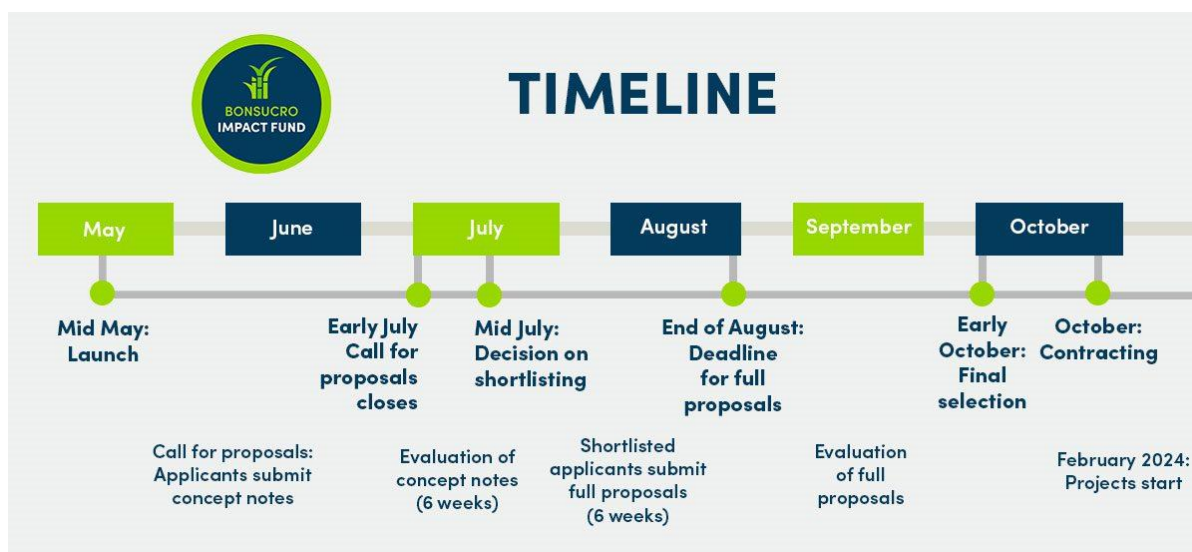 BONSUCRO
IMPACT FUND
TIMELINE
May
June
July
August
September
October
Mid May:
Launch
Early July
Call for
proposals
closes
Mid July:
Decision on
shortlisting
End of August:
Deadline
for full
proposals
Early
October:
Final
selection
October:
Contracting
Call for proposals:
Applicants submit
concept notes
Evaluation of
concept notes
(6 weeks)
Shortlisted
applicants submit
full proposals
(6 weeks)
Evaluation
of full
proposals
February 2024:
Projects start